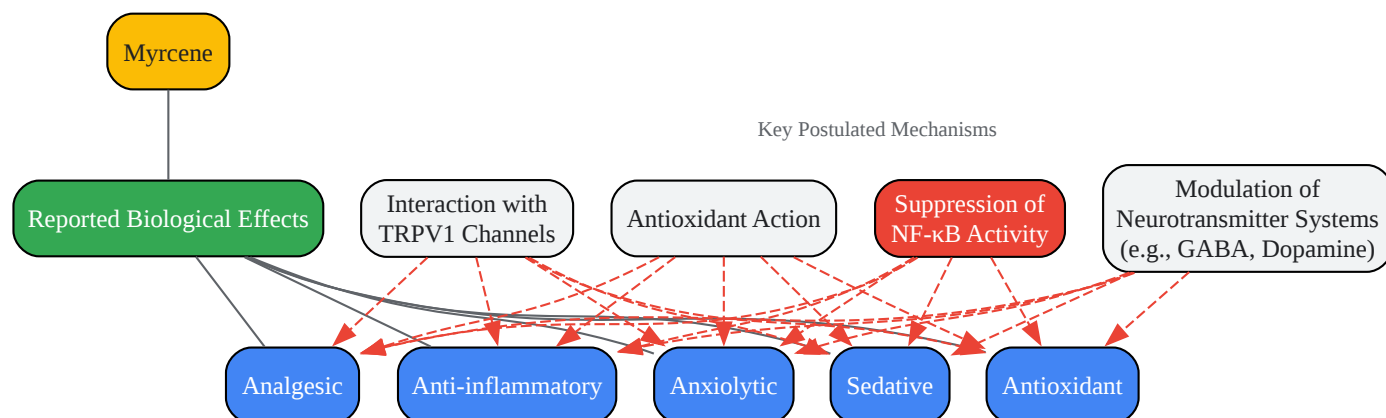 Myrcene
Key Postulated Mechanisms
Reported Biological Effects
Interaction with
TRPV1 Channels
Antioxidant Action
Suppression of
NF-κB Activity
Modulation of
Neurotransmitter Systems
(e.g., GABA, Dopamine)
Analgesic
Anti-inflammatory
Anxiolytic
Sedative
Antioxidant